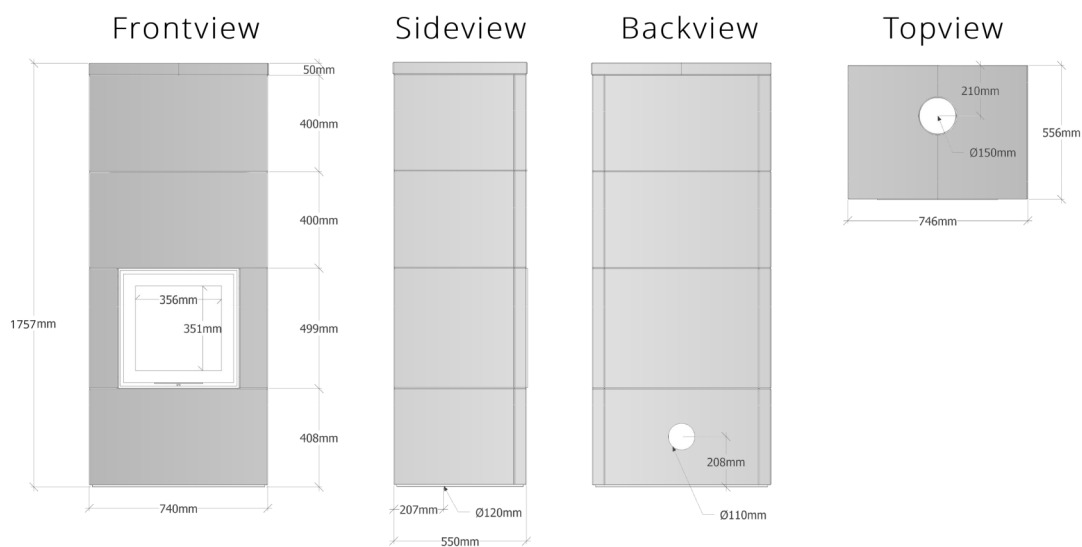 Frontview
Sideview
Backview
Topview
50mm
400mm
400mm
356mm
351mm
1757mm
499mm
408mm
740mm
207mm
Ø120mm
550mm
208mm
Ø110mm
210mm
556mm
Ø150mm
746mm